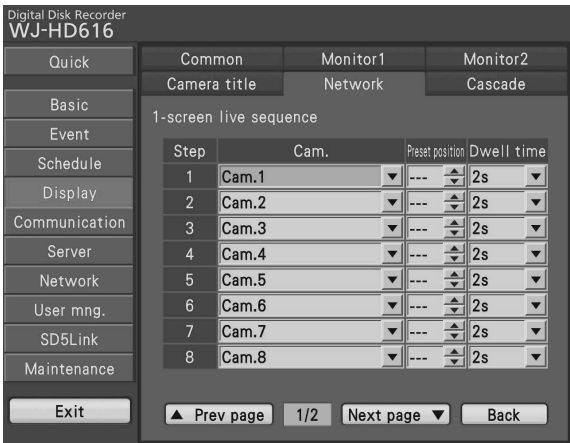 Digital Disk Recorder
WJ-HD616
Quick
Basic
Event
Schedule
Display
Communication
Server
Network
User mng.
SD5Link
Maintenance
Exit
Common Monitor1 Monitor2
Camera title Network Cascade
1-screen live sequence
Step Cam. Preset position Dwell time
1 Cam.1 --- 2s
2 Cam.2 --- 2s
3 Cam.3 --- 2s
4 Cam.4 --- 2s
5 Cam.5 --- 2s
6 Cam.6 --- 2s
7 Cam.7 --- 2s
8 Cam.8 --- 2s
Prev page 1/2 Next page Back